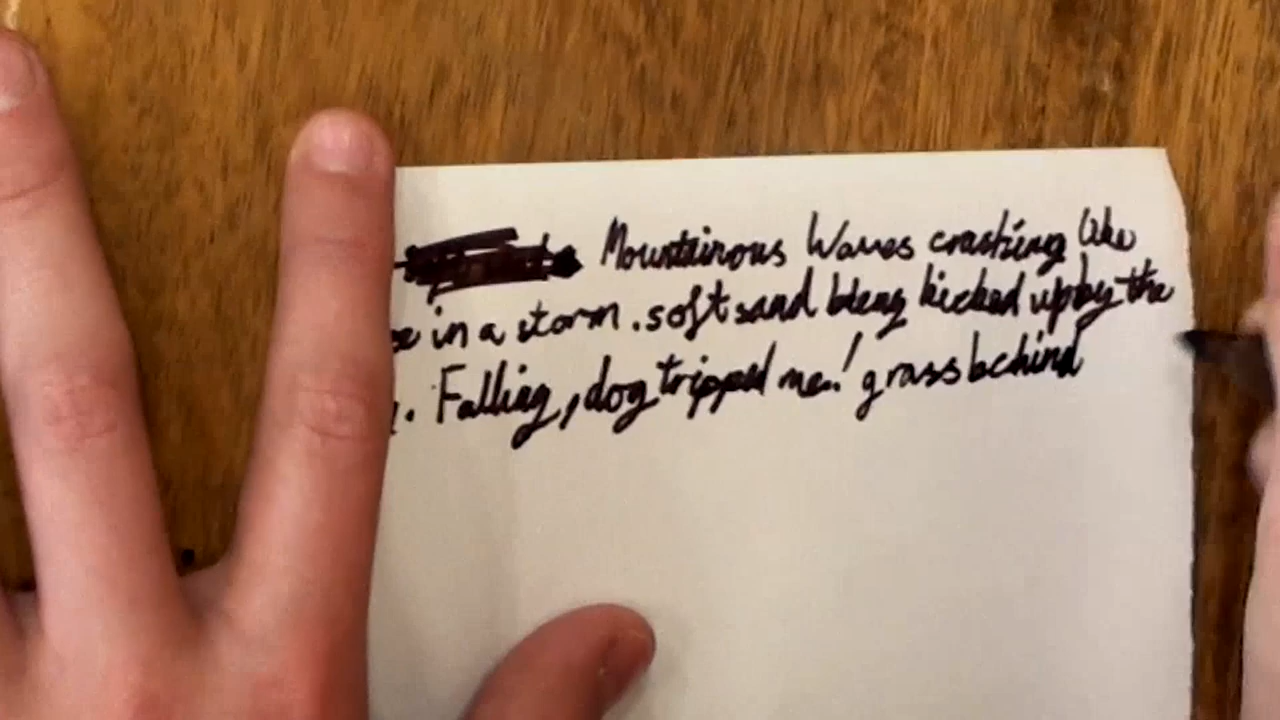 Mountainous Waves crashing like
in a storm. soft sand being kicked up by the
. Falling, dog tripped me..! grass behind